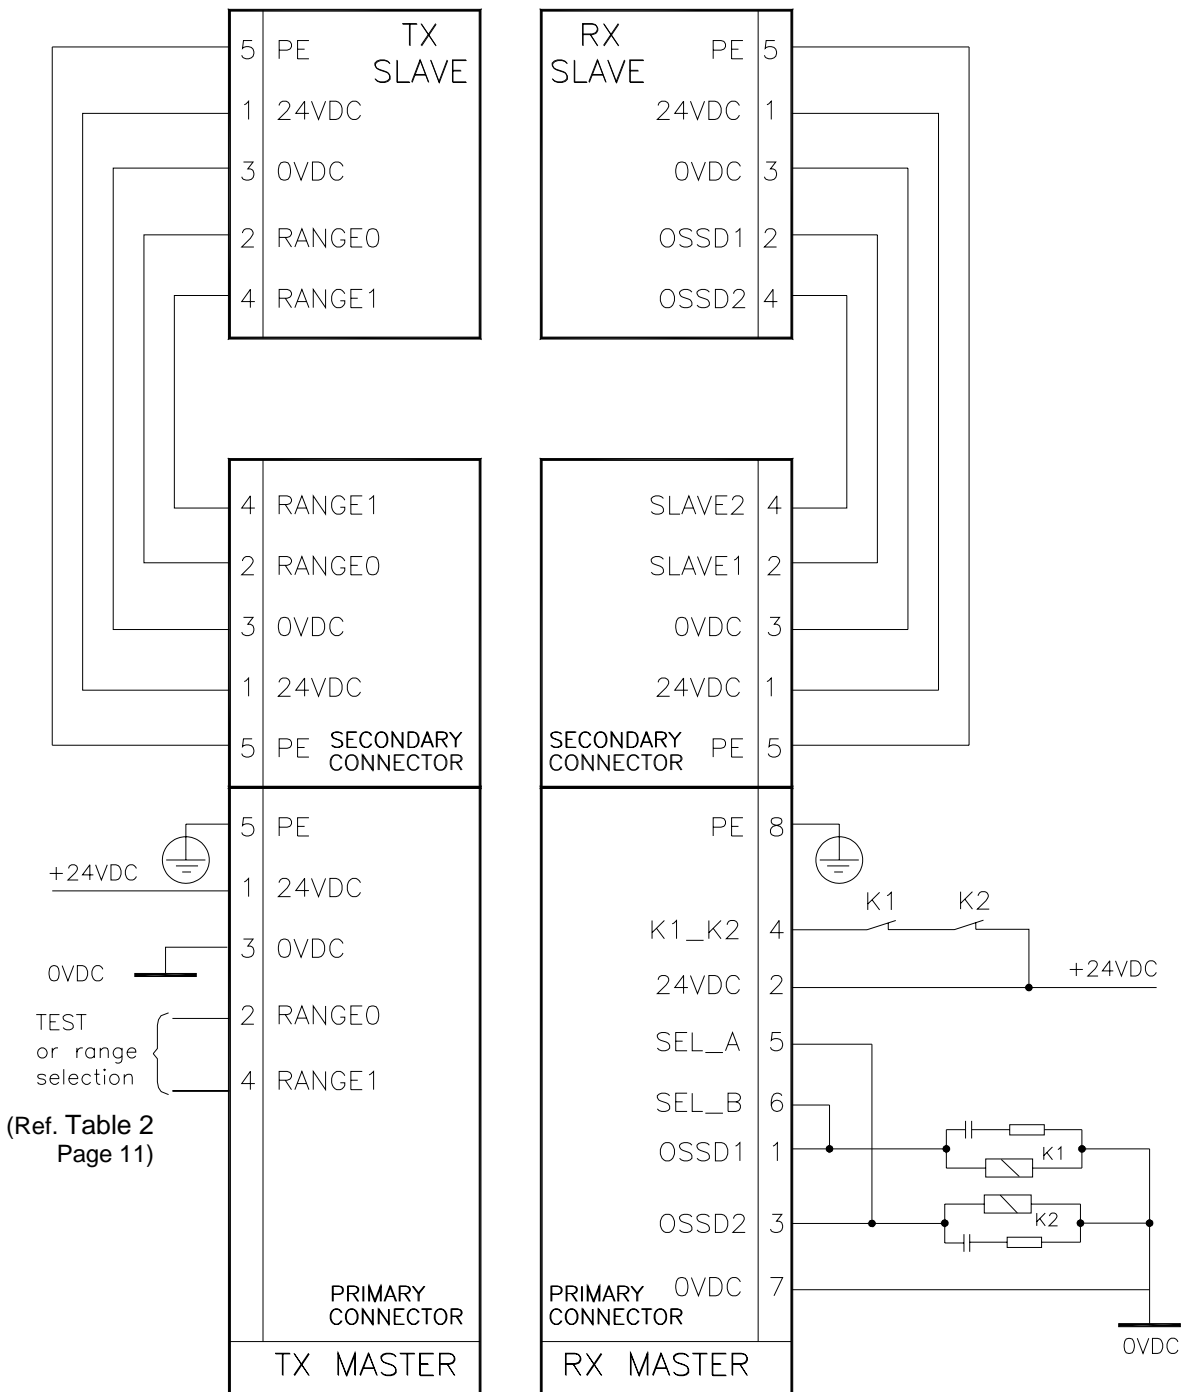 TX
SLAVE
5 PE
1 24VDC
3 0VDC
2 RANGE0
4 RANGE1
RX
SLAVE
PE 5
24VDC 1
0VDC 3
OSSD1 2
OSSD2 4
4 RANGE1
2 RANGE0
3 0VDC
1 24VDC
5 PE
SECONDARY
CONNECTOR
SLAVE2 4
SLAVE1 2
0VDC 3
24VDC 1
SECONDARY
CONNECTOR
PE 5
5 PE
+24VDC
1 24VDC
3 0VDC
0VDC
2 RANGE0
TEST
or range
selection
4 RANGE1
(Ref. Table 2
Page 11)
PRIMARY
CONNECTOR
TX MASTER
PE 8
K1 K2
K1_K2 4
+24VDC
24VDC 2
SEL_A 5
SEL_B 6
OSSD1 1
K1
OSSD2 3
K2
0VDC 7
PRIMARY
CONNECTOR
0VDC
RX MASTER